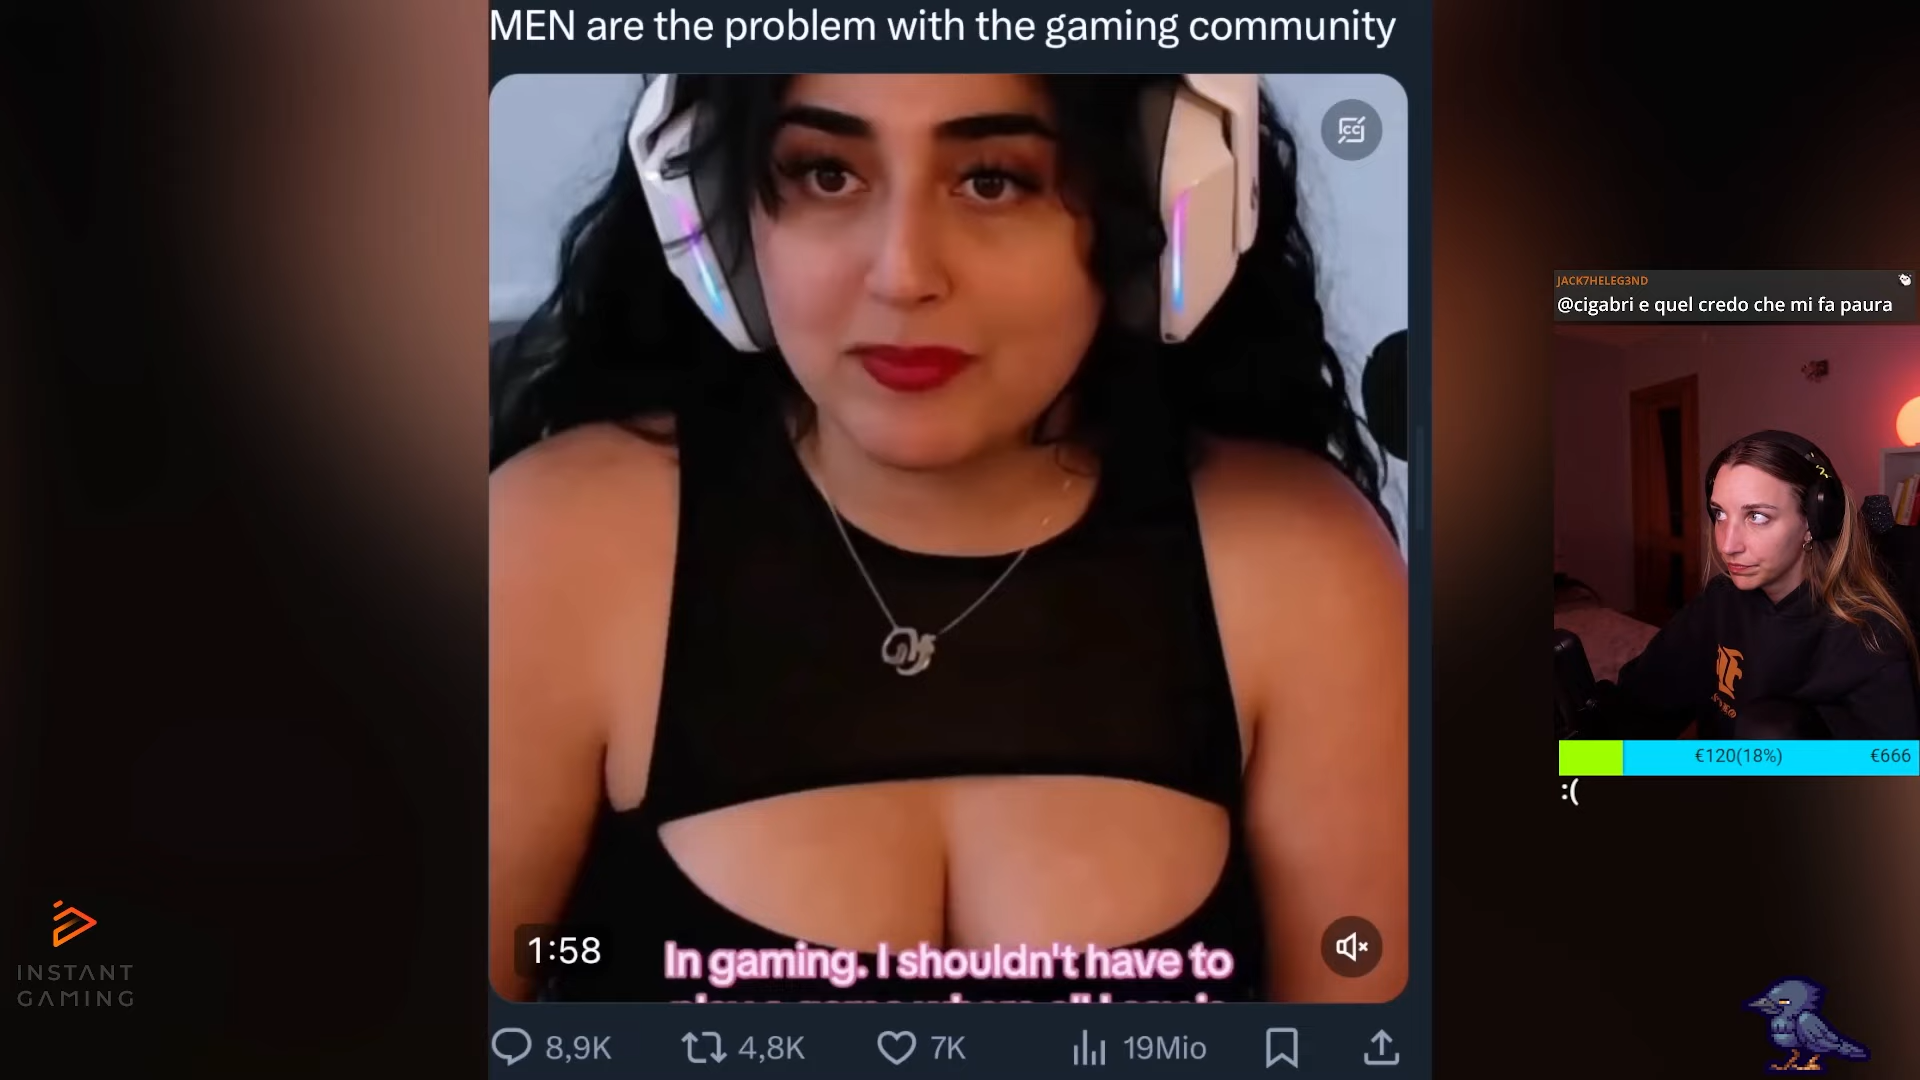 MEN are the problem with the gaming community
1:58
In gaming. I shouldn't have to
8,9K
4,8K
7K
19Mio
JACK7HELEG3ND
@cigabri e quel credo che mi fa paura
€120(18%)
€666
:(
INSTANT
GAMING